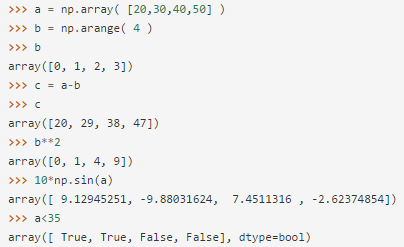 >>> a = np.array( [20,30,40,50] )
>>> b = np.arange( 4 )
>>> b
array([0, 1, 2, 3])
>>> c = a-b
>>> c
array([20, 29, 38, 47])
>>> b**2
array([0, 1, 4, 9])
>>> 10*np.sin(a)
array([ 9.12945251, -9.88031624,  7.4511316 , -2.62374854])
>>> a<35
array([ True, True, False, False], dtype=bool)